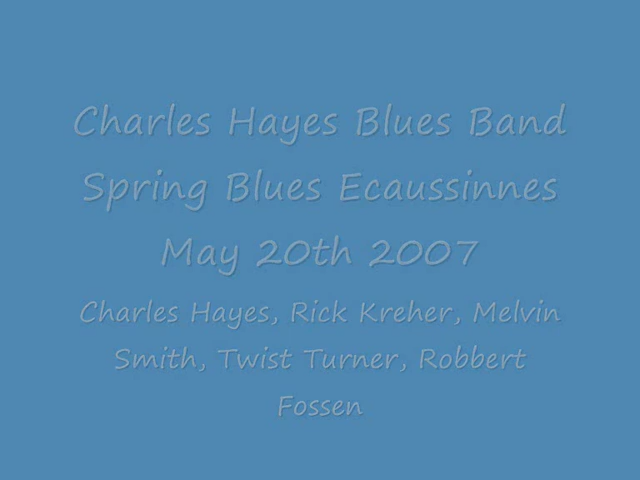 Charles Hayes Blues Band
Spring Blues Ecaussinnes
May 20th 2007
Charles Hayes, Rick Kreher, Melvin
Smith, Twist Turner, Robbert
Fossen